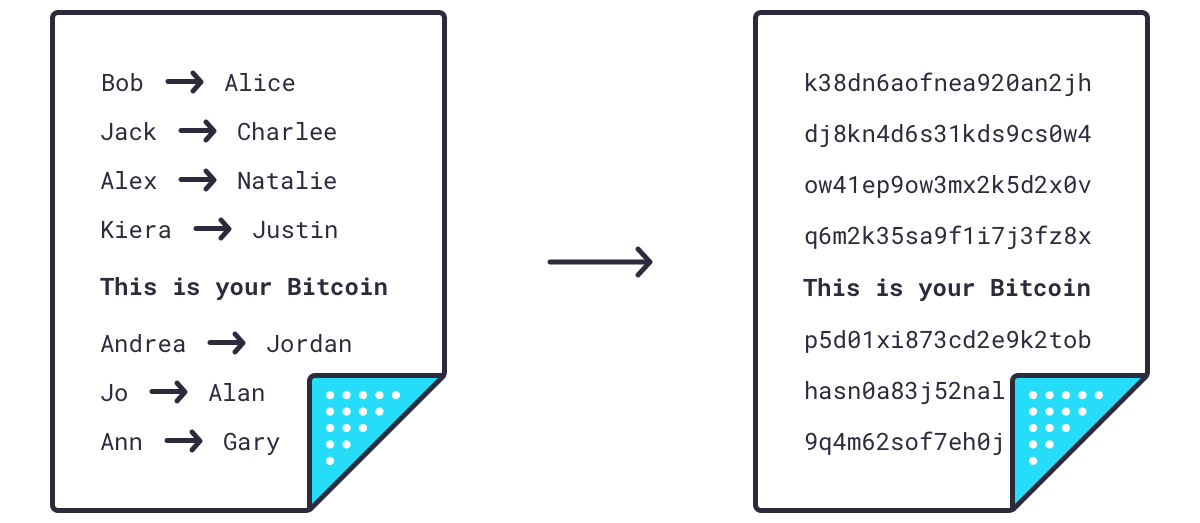 Bob → Alice
Jack → Charlee
Alex → Natalie
Kiera → Justin
This is your Bitcoin
Andrea → Jordan
Jo → Alan
Ann → Gary
k38dn6aofnea920an2jh
dj8kn4d6s31kds9cs0w4
ow41ep9ow3mx2k5d2x0v
q6m2k35sa9f1i7j3fz8x
This is your Bitcoin
p5d01xi873cd2e9k2tob
hasn0a83j52nal
9q4m62sof7eh0j